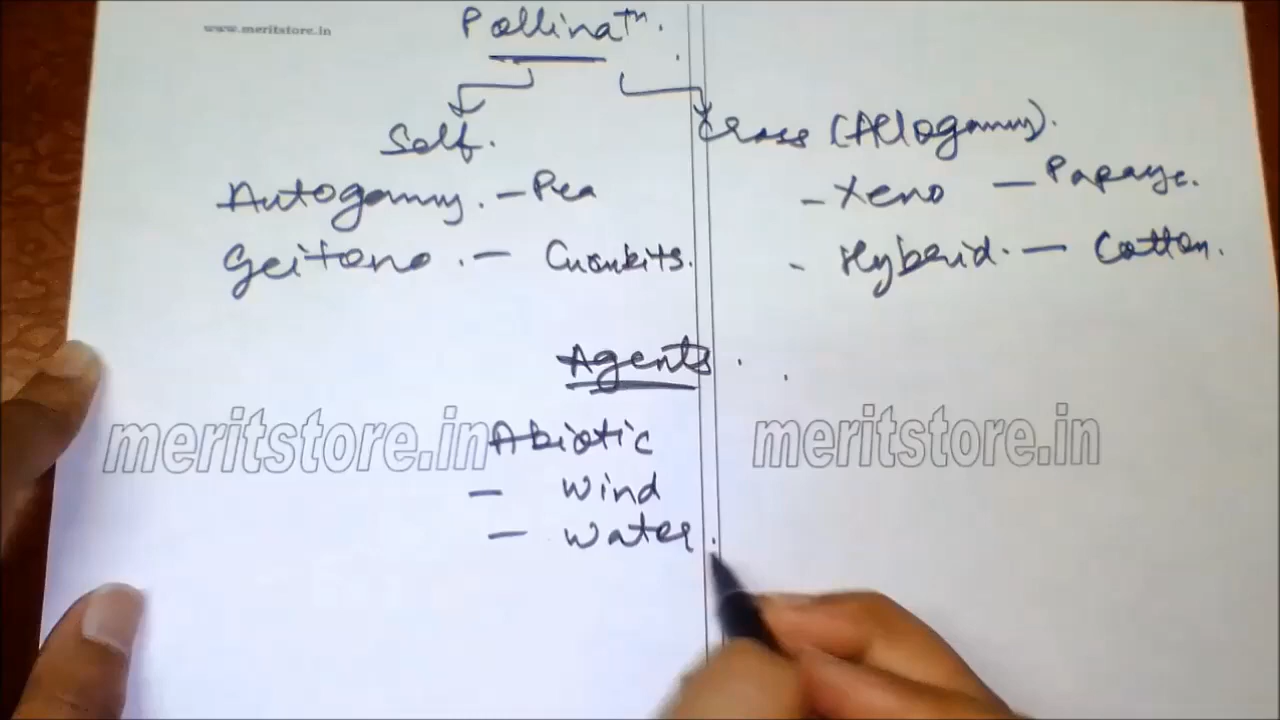 www.meritstore.in
Pollinatn.
Self.
Cross (Allogamy).
Autogamy. - Pea
- Xeno - Papaya.
Geitono. -
- Hybrid. - Cotton.
Agents.
meritstore.in
meritstore.in
Abiotic
- Wind
- Water.